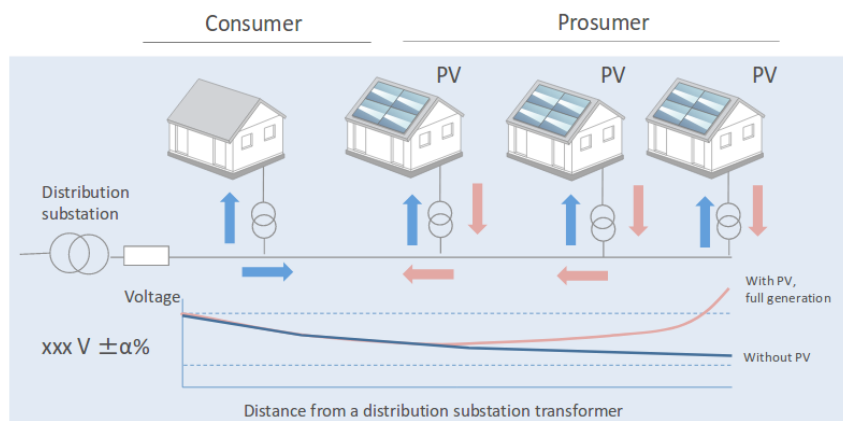 Consumer
Prosumer
PV
PV
PV
Distribution
substation
Voltage
With PV,
full generation
xxx V ±α%
Without PV
Distance from a distribution substation transformer